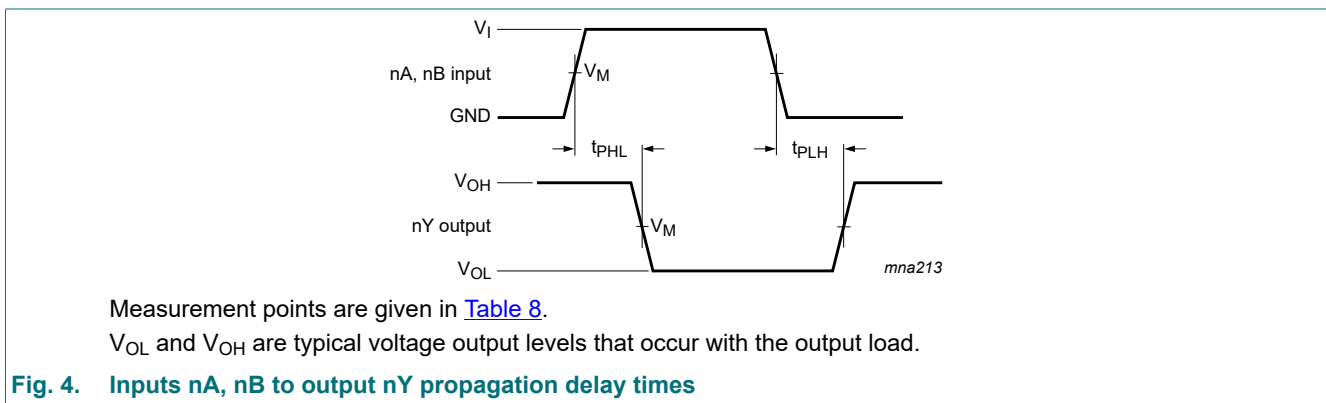 V_I
nA, nB input
V_M
GND
t_PHL
t_PLH
V_OH
nY output
V_M
V_OL
mna213
Measurement points are given in Table 8.
V_OL and V_OH are typical voltage output levels that occur with the output load.
Fig. 4. Inputs nA, nB to output nY propagation delay times